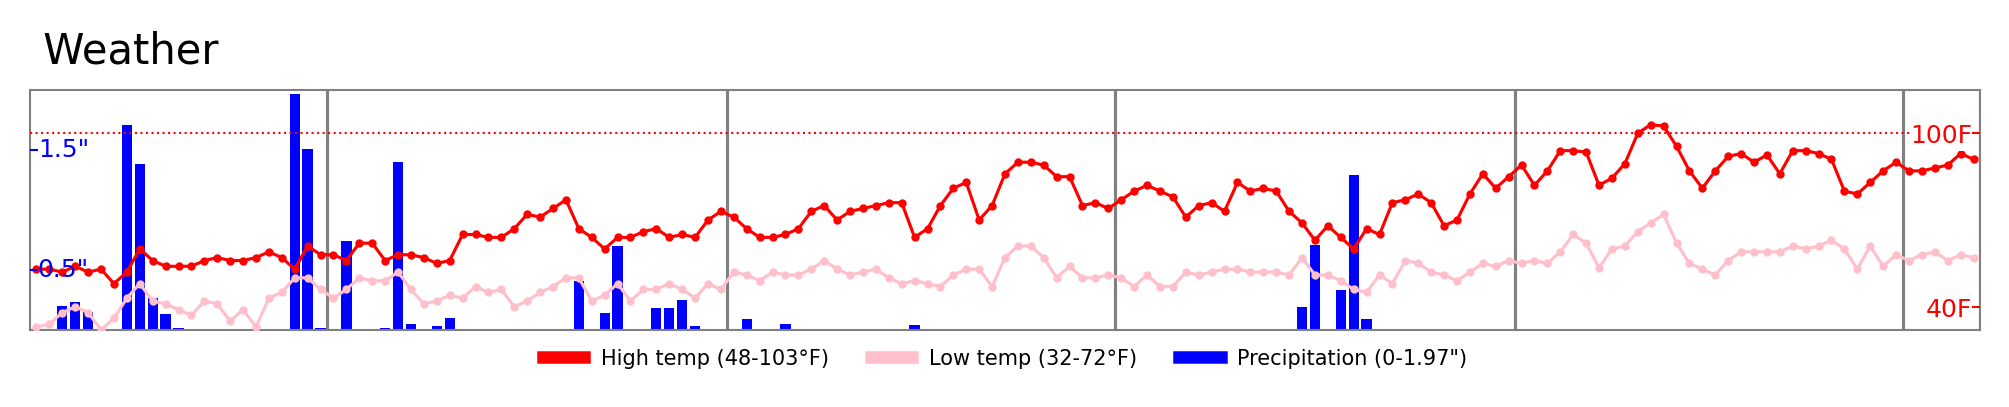 Weather
1.5"
100F
0.5"
40F
High temp (48-103°F) Low temp (32-72°F) Precipitation (0-1.97")